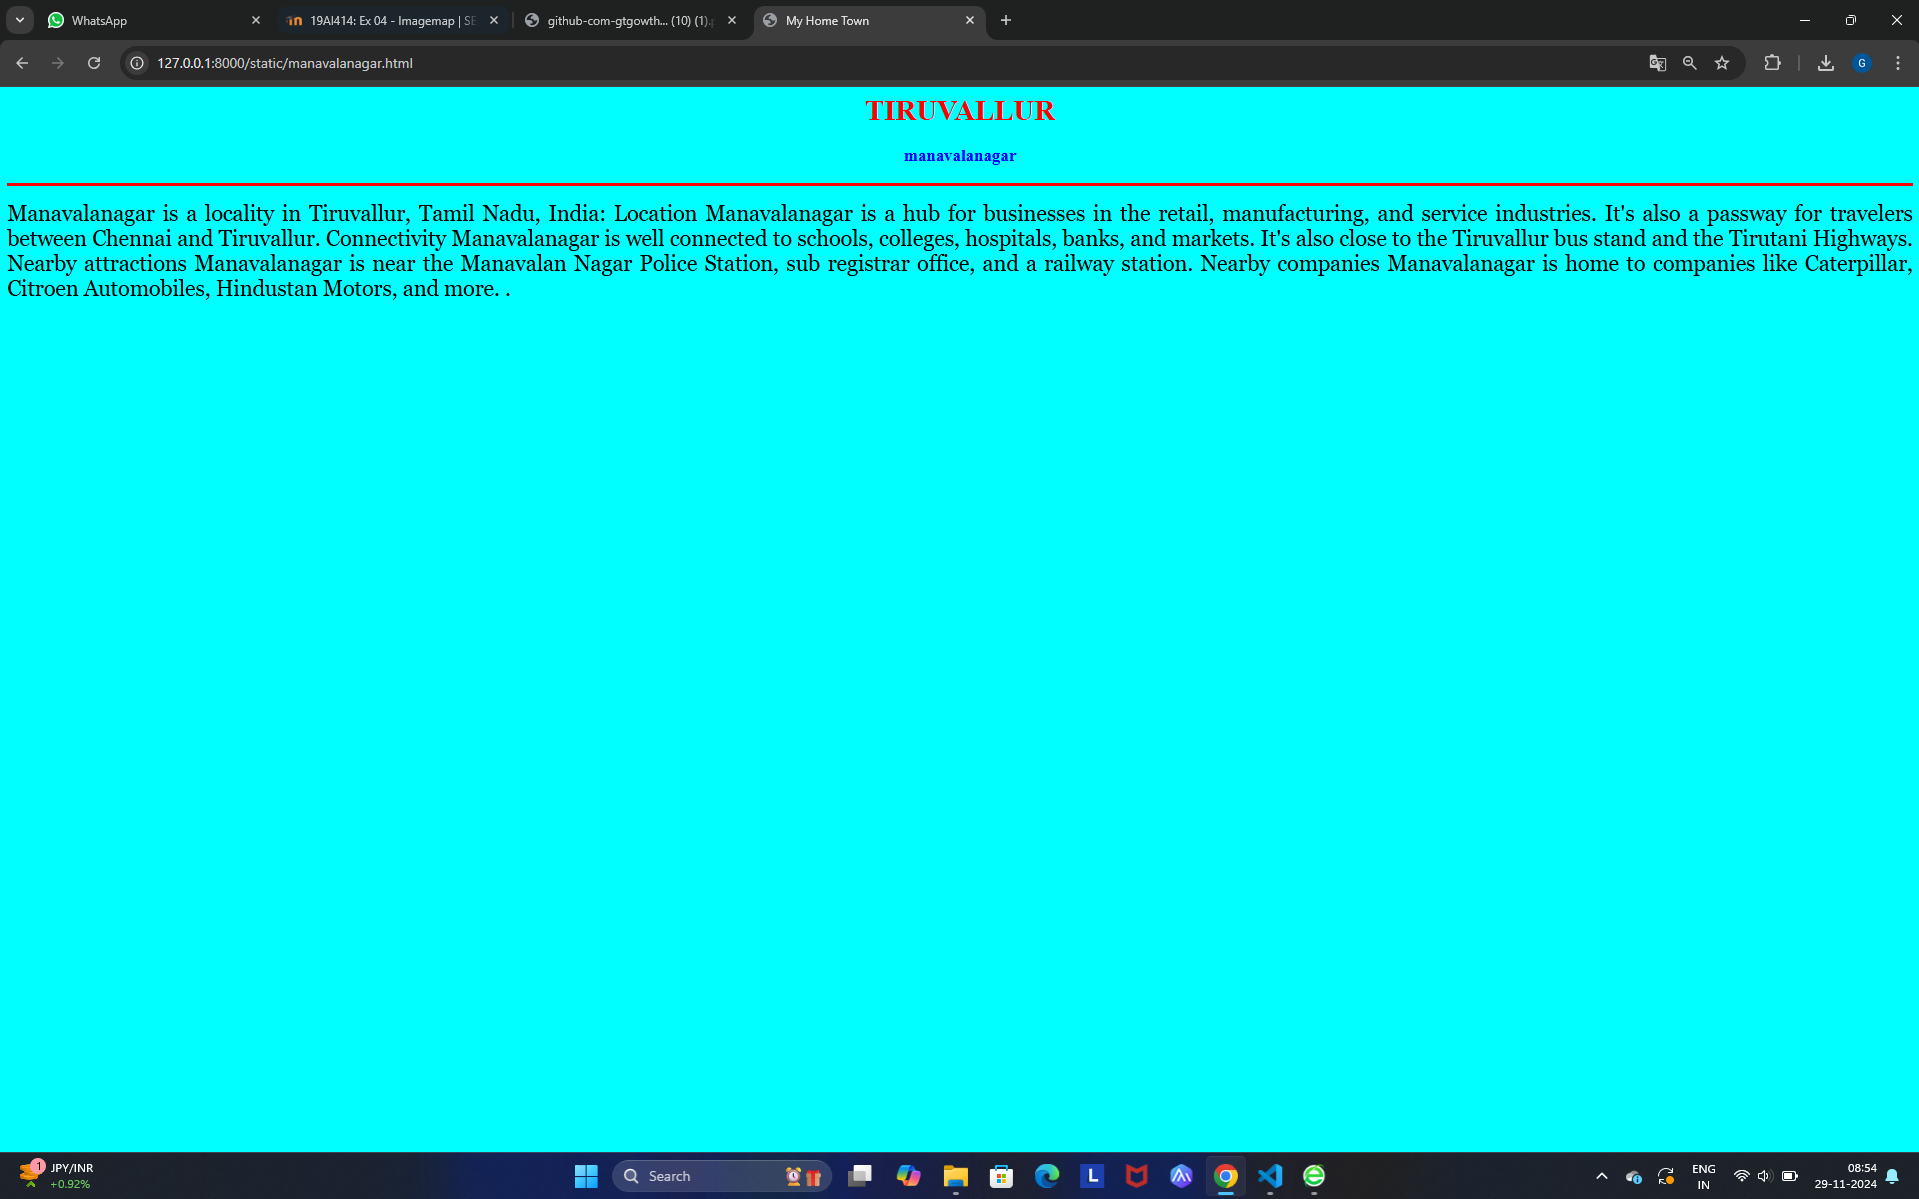 WhatsApp
19AI414: Ex 04 - Imagemap | SE
github-com-gtgowth... (10) (1).
My Home Town
127.0.0.1:8000/static/manavalanagar.html
G
TIRUVALLUR
manavalanagar
Manavalanagar is a locality in Tiruvallur, Tamil Nadu, India: Location Manavalanagar is a hub for businesses in the retail, manufacturing, and service industries. It's also a passway for travelers
between Chennai and Tiruvallur. Connectivity Manavalanagar is well connected to schools, colleges, hospitals, banks, and markets. It's also close to the Tiruvallur bus stand and the Tirutani Highways.
Nearby attractions Manavalanagar is near the Manavalan Nagar Police Station, sub registrar office, and a railway station. Nearby companies Manavalanagar is home to companies like Caterpillar,
Citroen Automobiles, Hindustan Motors, and more. .
1
JPY/INR
+0.92%
Search
L
ENG
IN
08:54
29-11-2024